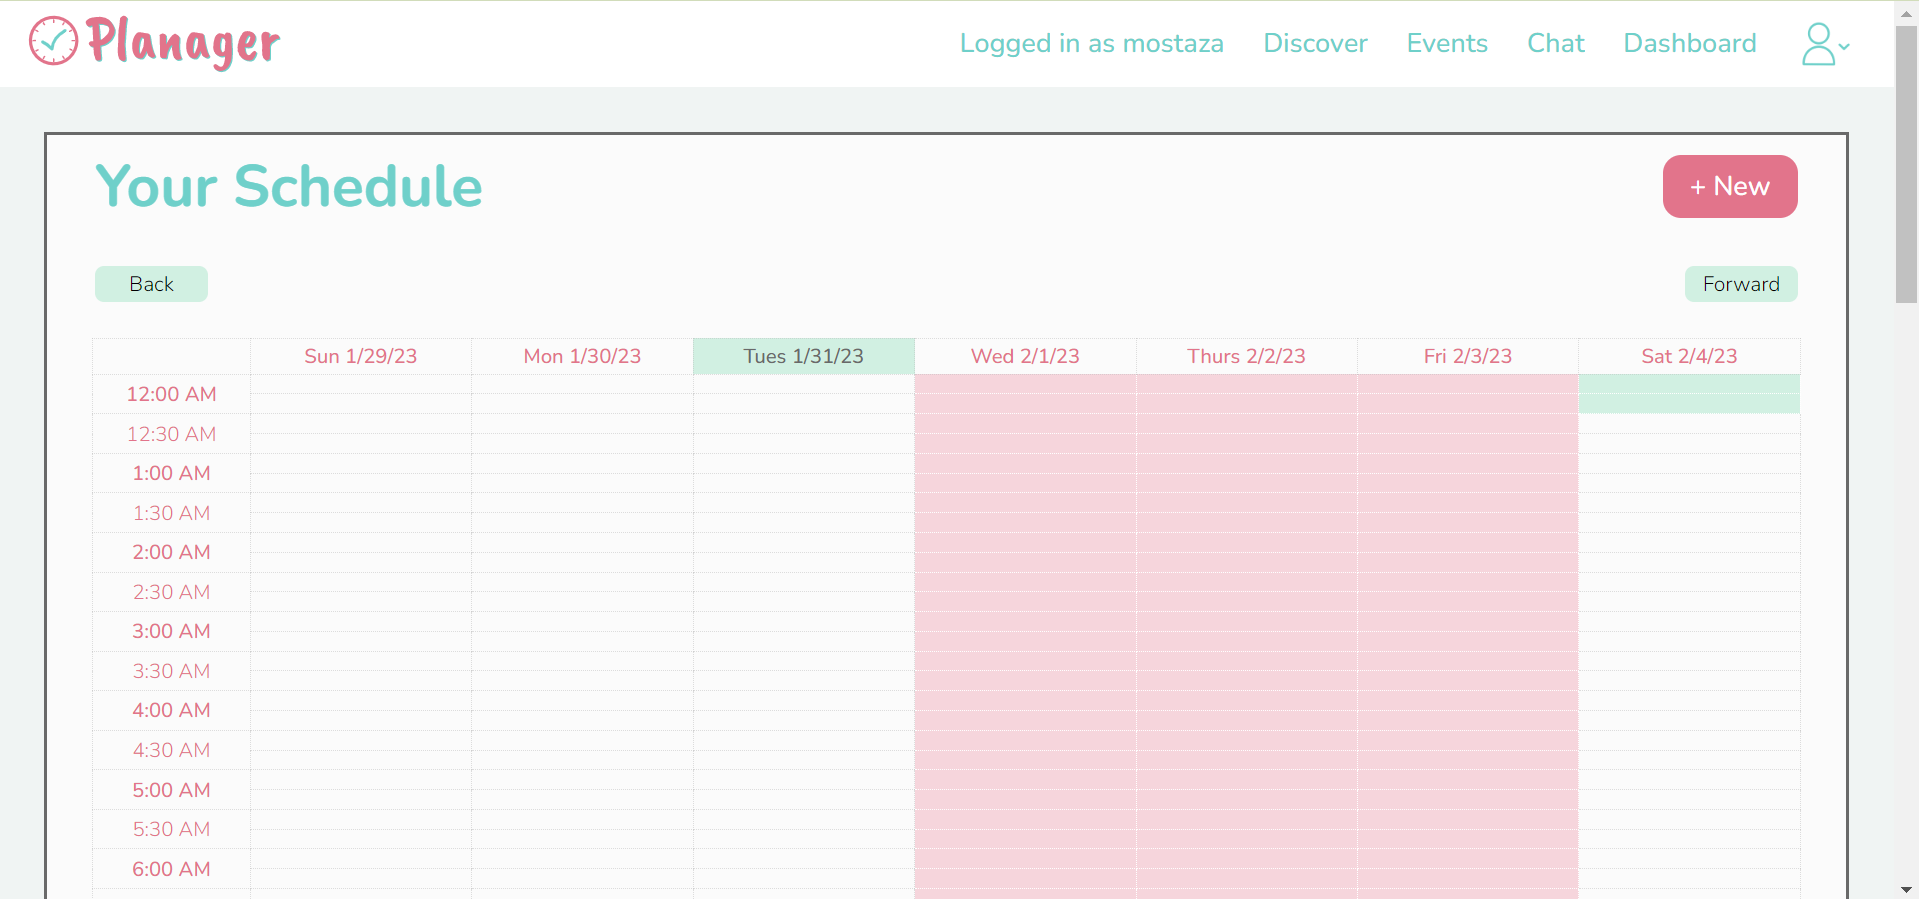 Planager
Logged in as mostaza Discover Events Chat Dashboard
Your Schedule
+ New
Back Forward
Sun 1/29/23 Mon 1/30/23 Tues 1/31/23 Wed 2/1/23 Thurs 2/2/23 Fri 2/3/23 Sat 2/4/23
12:00 AM
12:30 AM
1:00 AM
1:30 AM
2:00 AM
2:30 AM
3:00 AM
3:30 AM
4:00 AM
4:30 AM
5:00 AM
5:30 AM
6:00 AM